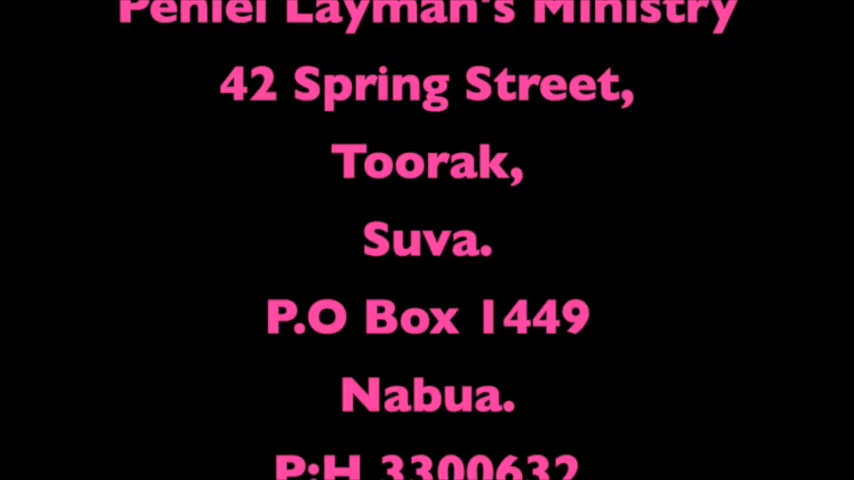 Peniel Layman's Ministry
42 Spring Street,
Toorak,
Suva.
P.O Box 1449
Nabua.
P:H 3300632